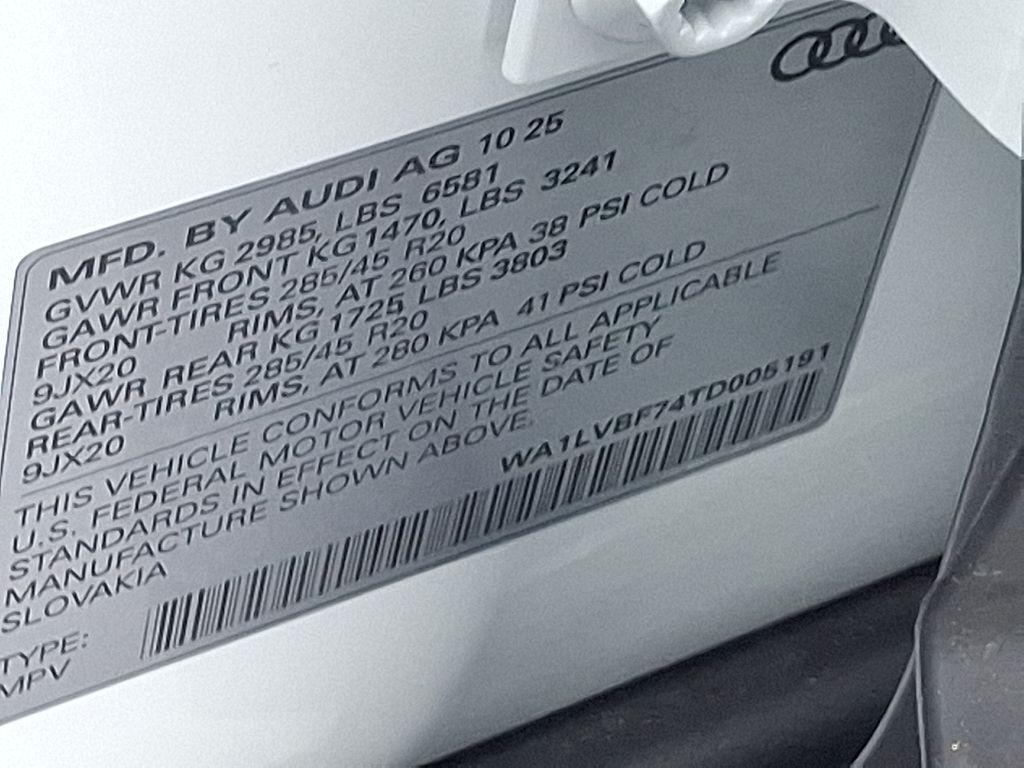 MFD. BY AUDI AG 10 25
GVWR KG 2985, LBS 6581
GAWR FRONT KG 1470, LBS 3241
FRONT-TIRES 285/45 R20
9JX20 RIMS, AT 260 KPA 38 PSI COLD
GAWR REAR KG 1725 LBS 3803
REAR-TIRES 285/45 R20
9JX20 RIMS, AT 280 KPA 41 PSI COLD
THIS VEHICLE CONFORMS TO ALL APPLICABLE
U.S. FEDERAL MOTOR VEHICLE SAFETY
STANDARDS IN EFFECT ON THE DATE OF
MANUFACTURE SHOWN ABOVE.
SLOVAKIA
WA1LVBF74TD005191
TYPE:
MPV